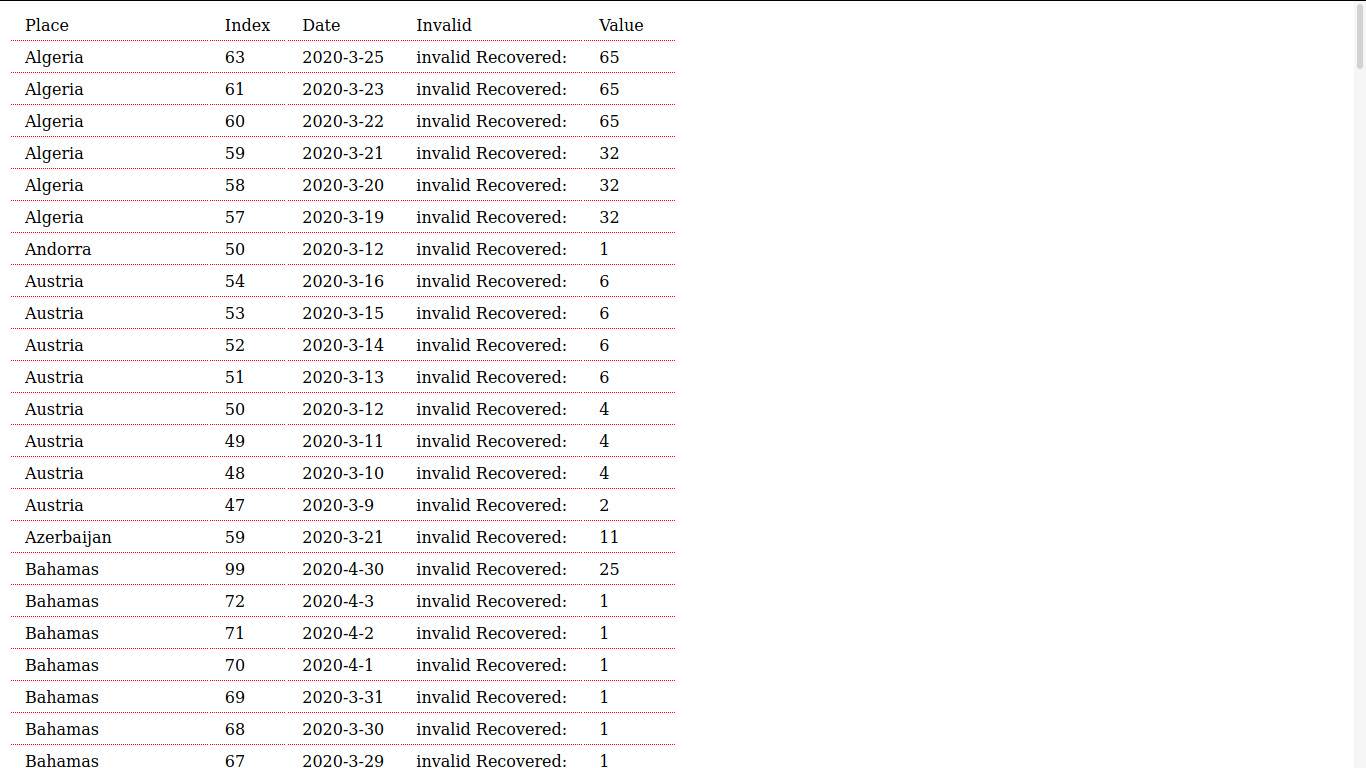 Place Index Date Invalid Value
Algeria 63 2020-3-25 invalid Recovered: 65
Algeria 61 2020-3-23 invalid Recovered: 65
Algeria 60 2020-3-22 invalid Recovered: 65
Algeria 59 2020-3-21 invalid Recovered: 32
Algeria 58 2020-3-20 invalid Recovered: 32
Algeria 57 2020-3-19 invalid Recovered: 32
Andorra 50 2020-3-12 invalid Recovered: 1
Austria 54 2020-3-16 invalid Recovered: 6
Austria 53 2020-3-15 invalid Recovered: 6
Austria 52 2020-3-14 invalid Recovered: 6
Austria 51 2020-3-13 invalid Recovered: 6
Austria 50 2020-3-12 invalid Recovered: 4
Austria 49 2020-3-11 invalid Recovered: 4
Austria 48 2020-3-10 invalid Recovered: 4
Austria 47 2020-3-9 invalid Recovered: 2
Azerbaijan 59 2020-3-21 invalid Recovered: 11
Bahamas 99 2020-4-30 invalid Recovered: 25
Bahamas 72 2020-4-3 invalid Recovered: 1
Bahamas 71 2020-4-2 invalid Recovered: 1
Bahamas 70 2020-4-1 invalid Recovered: 1
Bahamas 69 2020-3-31 invalid Recovered: 1
Bahamas 68 2020-3-30 invalid Recovered: 1
Bahamas 67 2020-3-29 invalid Recovered: 1